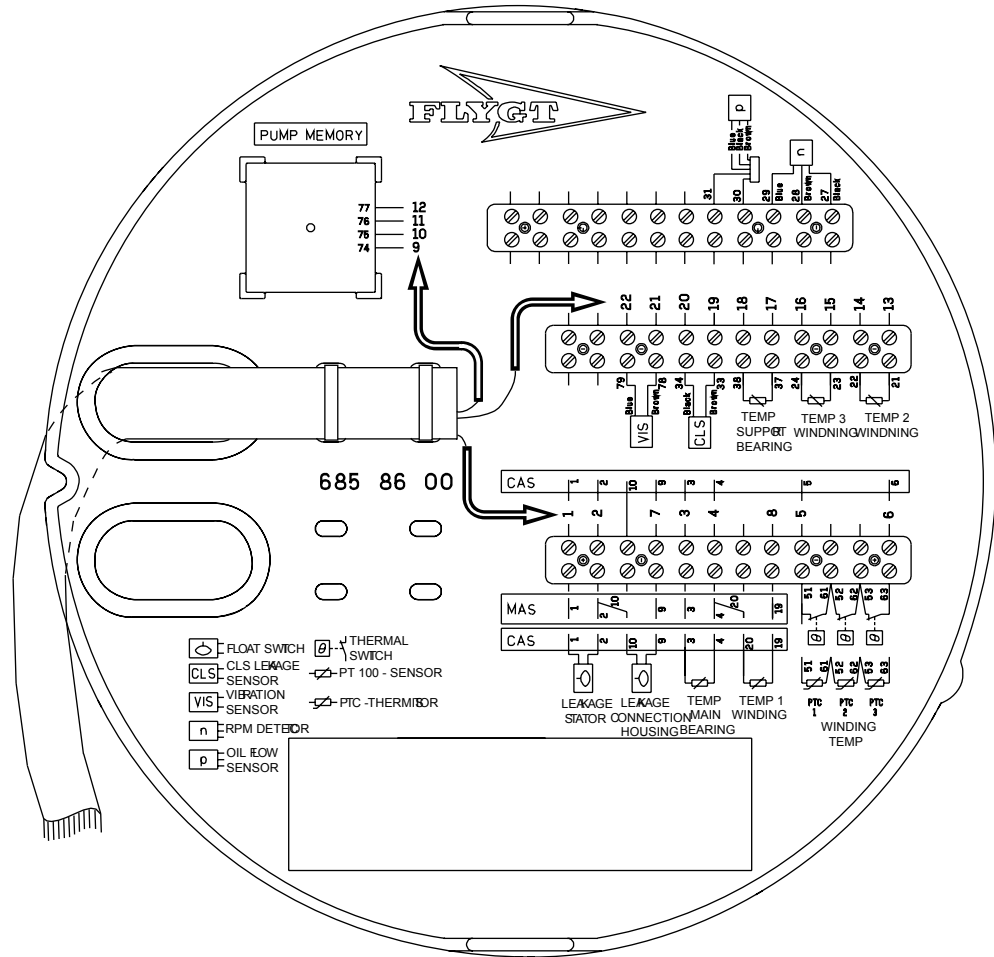 FLYGT
PUMP MEMORY
77 12
76 11
75 10
74 9
p
Blue
Black
Brown
n
31 30 29 28 27
Blue Brown Black
22 21 20 19 18 17 16 15 14 13
79 78 34 33 38 37 24 23 22 21
Blue Brown Black Brown
VIS CLS
TEMP
SUPPORT
BEARING
TEMP 3
WINDNING
TEMP 2
WINDNING
685 86 00
CAS 1 2 10 9 3 4 5 6
1 2 7 3 4 8 5 6
MAS 1 2 10 9 3 4 20 19
CAS 1 2 10 9 3 4 20 19
51 61 52 62 53 63
θ θ θ
51 61 52 62 53 63
PTC
1
PTC
2
PTC
3
WINDING
TEMP
LEAKAGE
STATOR
LEAKAGE
CONNECTION
HOUSING
TEMP
MAIN
BEARING
TEMP 1
WINDING
FLOAT SWITCH
CLS CLS LEAKAGE
SENSOR
VIS VIBRATION
SENSOR
n RPM DETECTOR
p OIL FLOW
SENSOR
θ THERMAL
SWITCH
PT 100 - SENSOR
PTC - THERMISTOR